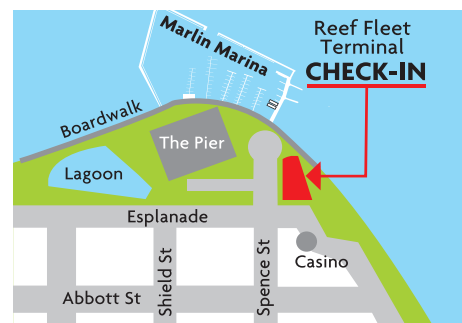 Marlin Marina
Reef Fleet
Terminal
CHECK-IN
Boardwalk
The Pier
Lagoon
Esplanade
Shield St
Spence St
Casino
Abbott St